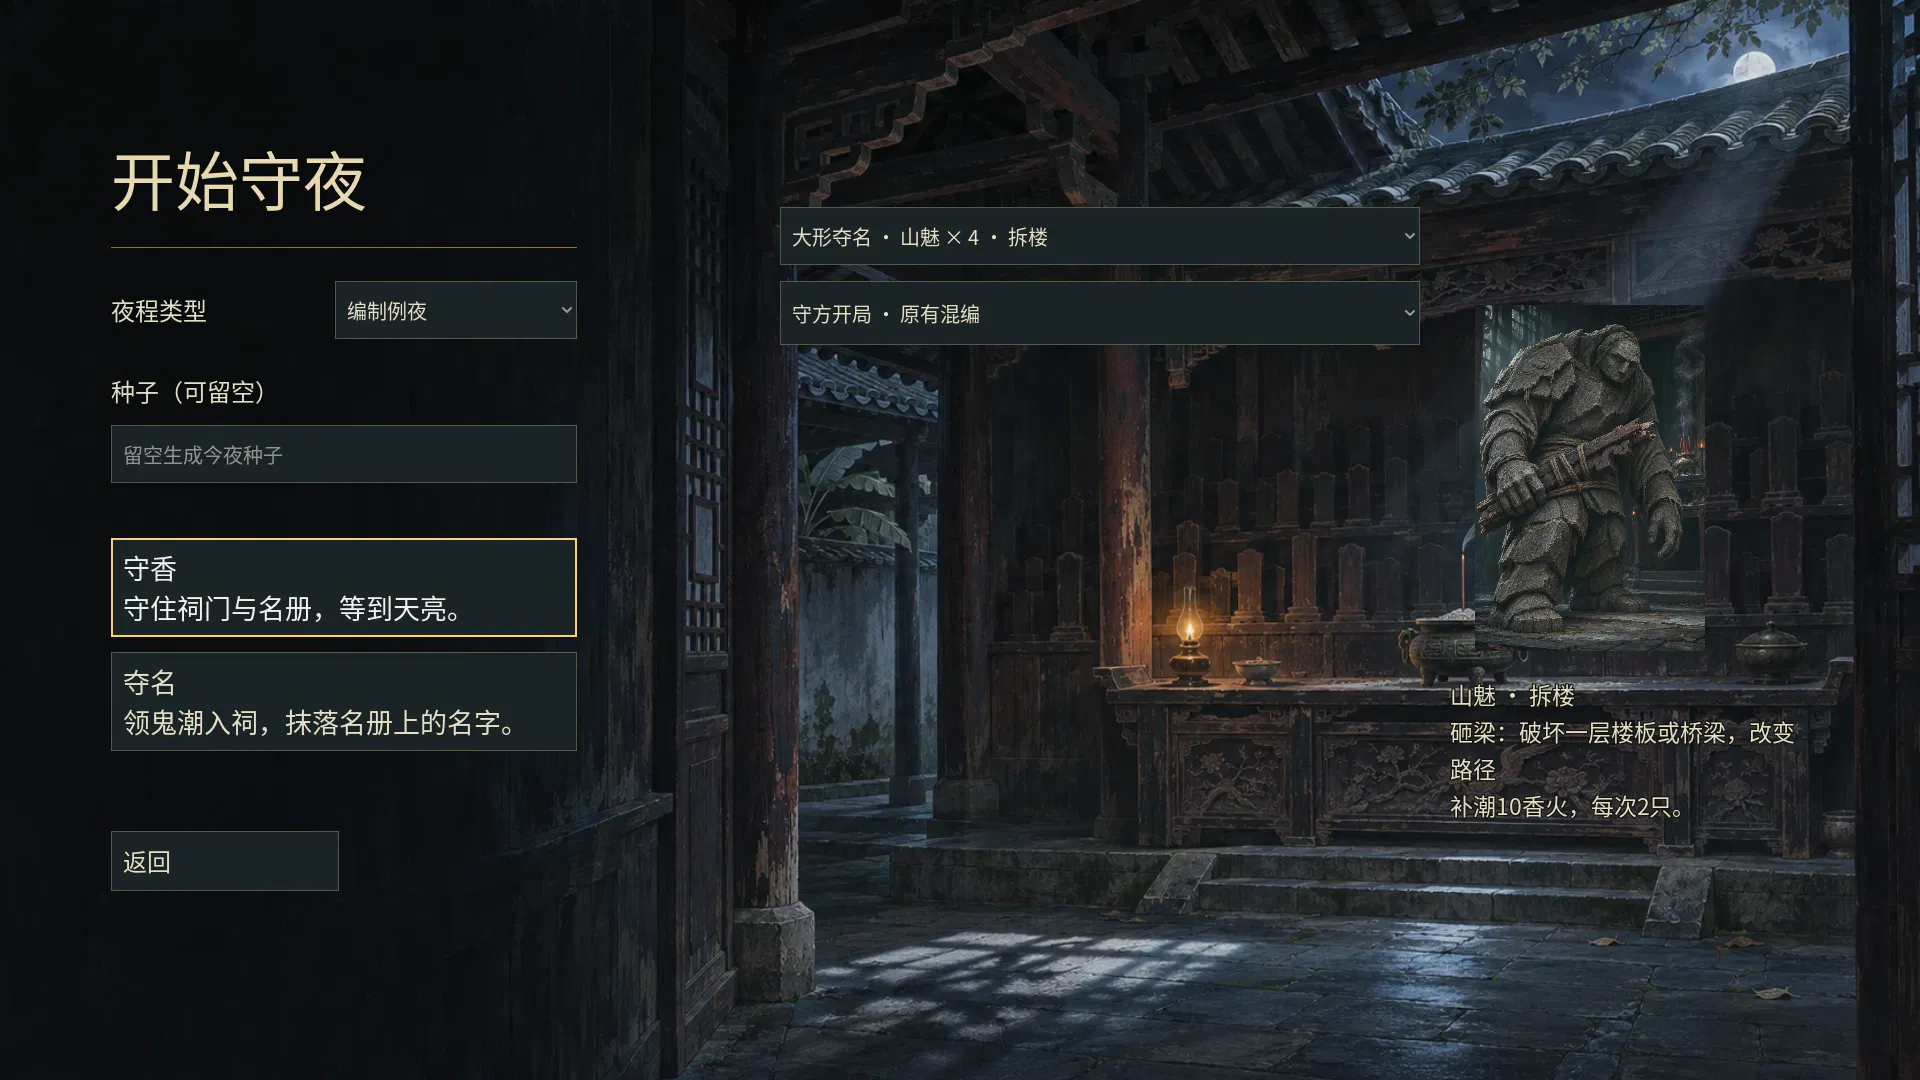 开始守夜
夜程类型
编制例夜
种子（可留空）
留空生成今夜种子
守香
守住祠门与名册，等到天亮。
夺名
领鬼潮入祠，抹落名册上的名字。
返回
大形夺名 · 山魅 × 4 · 拆楼
守方开局 · 原有混编
山魅 · 拆楼
砸梁：破坏一层楼板或桥梁，改变
路径
补潮10香火，每次2只。